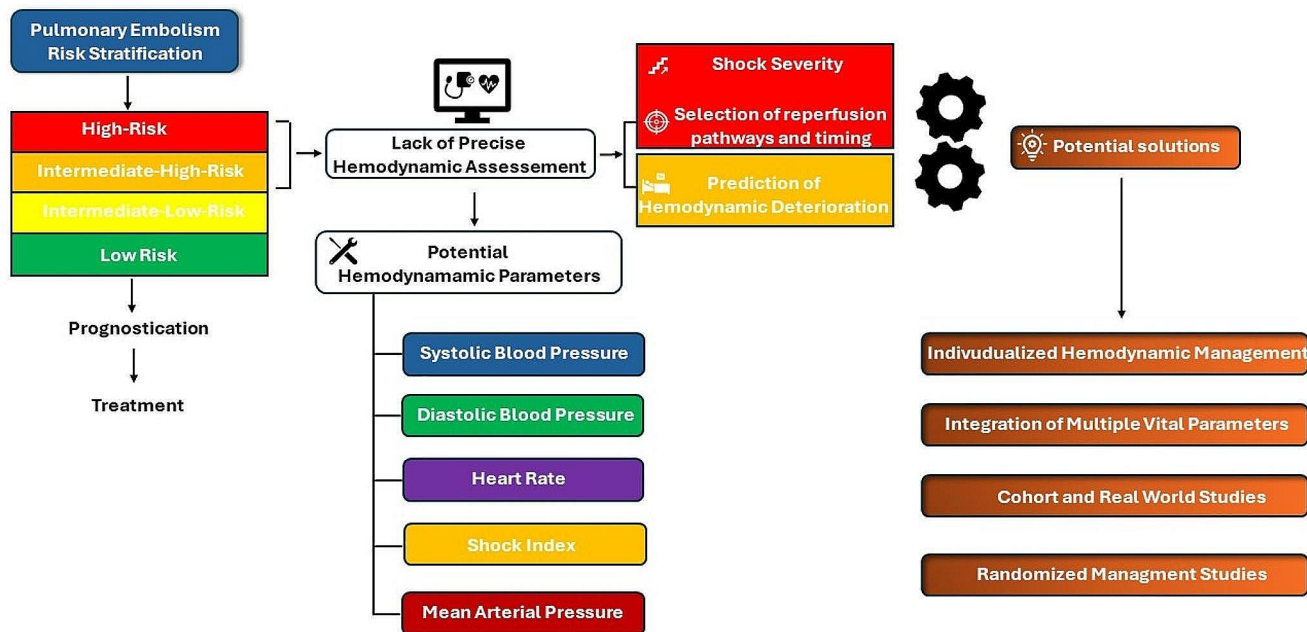 Pulmonary Embolism
Risk Stratification
High-Risk
Intermediate-High-Risk
Intermediate-Low-Risk
Low Risk
Prognostication
Treatment
Lack of Precise
Hemodynamic Assessement
Potential
Hemodynamamic Parameters
Systolic Blood Pressure
Diastolic Blood Pressure
Heart Rate
Shock Index
Mean Arterial Pressure
Shock Severity
Selection of reperfusion
pathways and timing
Prediction of
Hemodynamic Deterioration
Potential solutions
Indivudualized Hemodynamic Management
Integration of Multiple Vital Parameters
Cohort and Real World Studies
Randomized Managment Studies